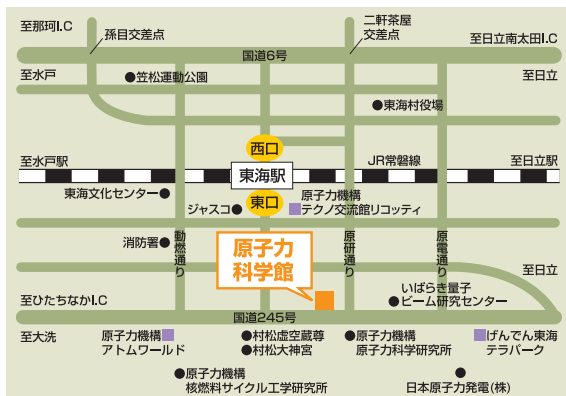 至那珂I.C
孫目交差点
二軒茶屋
交差点
至日立南太田I.C
国道6号
至水戸
●笠松運動公園
至日立
●東海村役場
西口
至水戸駅
東海駅
JR常磐線
至日立駅
東海文化センター●
ジャスコ●
東口
原子力機構
テクノ交流館リコッティ
消防署●
動燃通り
原研通り
原電通り
原子力
科学館
至日立
いばらき量子
●ビーム研究センター
至ひたちなかI.C
国道245号
至大洗
原子力機構
アトムワールド
●村松虚空蔵尊
●村松大神宮
●原子力機構
原子力科学研究所
げんでん東海
テラパーク
●原子力機構
核燃料サイクル工学研究所
日本原子力発電(株)